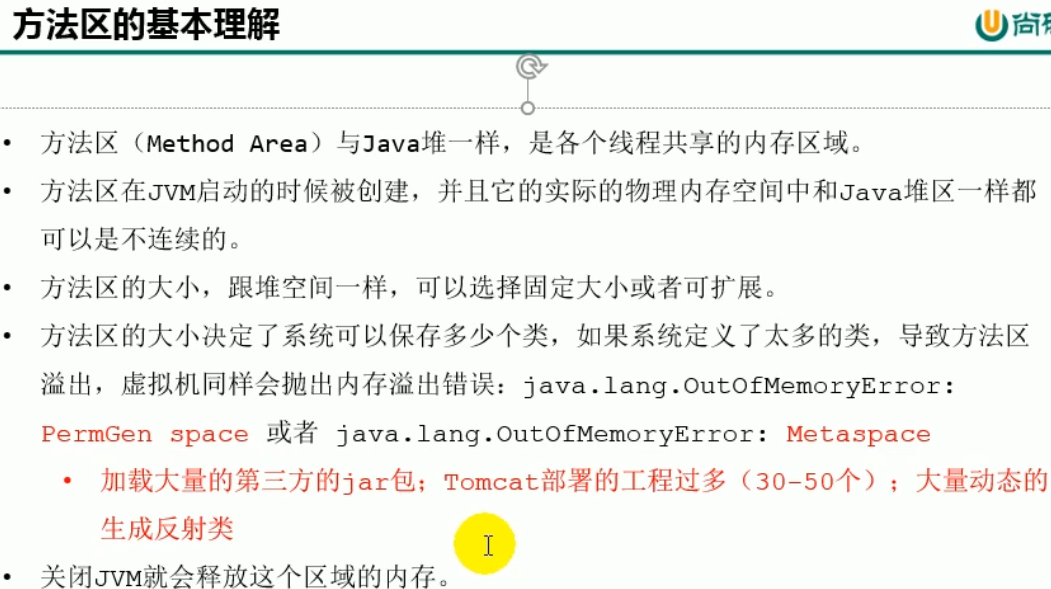 方法区的基本理解
尚
• 方法区（Method Area）与Java堆一样，是各个线程共享的内存区域。
• 方法区在JVM启动的时候被创建，并且它的实际的物理内存空间中和Java堆区一样都
可以是不连续的。
• 方法区的大小，跟堆空间一样，可以选择固定大小或者可扩展。
• 方法区的大小决定了系统可以保存多少个类，如果系统定义了太多的类，导致方法区
溢出，虚拟机同样会抛出内存溢出错误：java.lang.OutOfMemoryError:
PermGen space 或者 java.lang.OutOfMemoryError: Metaspace
• 加载大量的第三方的jar包；Tomcat部署的工程过多（30-50个）；大量动态的
生成反射类
• 关闭JVM就会释放这个区域的内存。